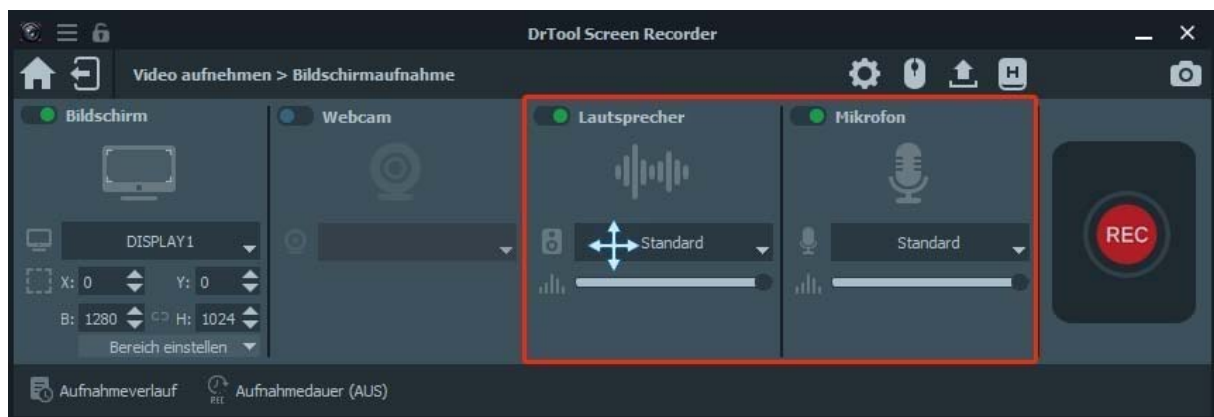 DrTool Screen Recorder
Video aufnehmen > Bildschirmaufnahme
H
Bildschirm
Webcam
Lautsprecher
Mikrofon
DISPLAY1
Standard
Standard
X: 0 Y: 0
B: 1280 H: 1024
Bereich einstellen
REC
Aufnahmeverlauf
REC
Aufnahmedauer (AUS)